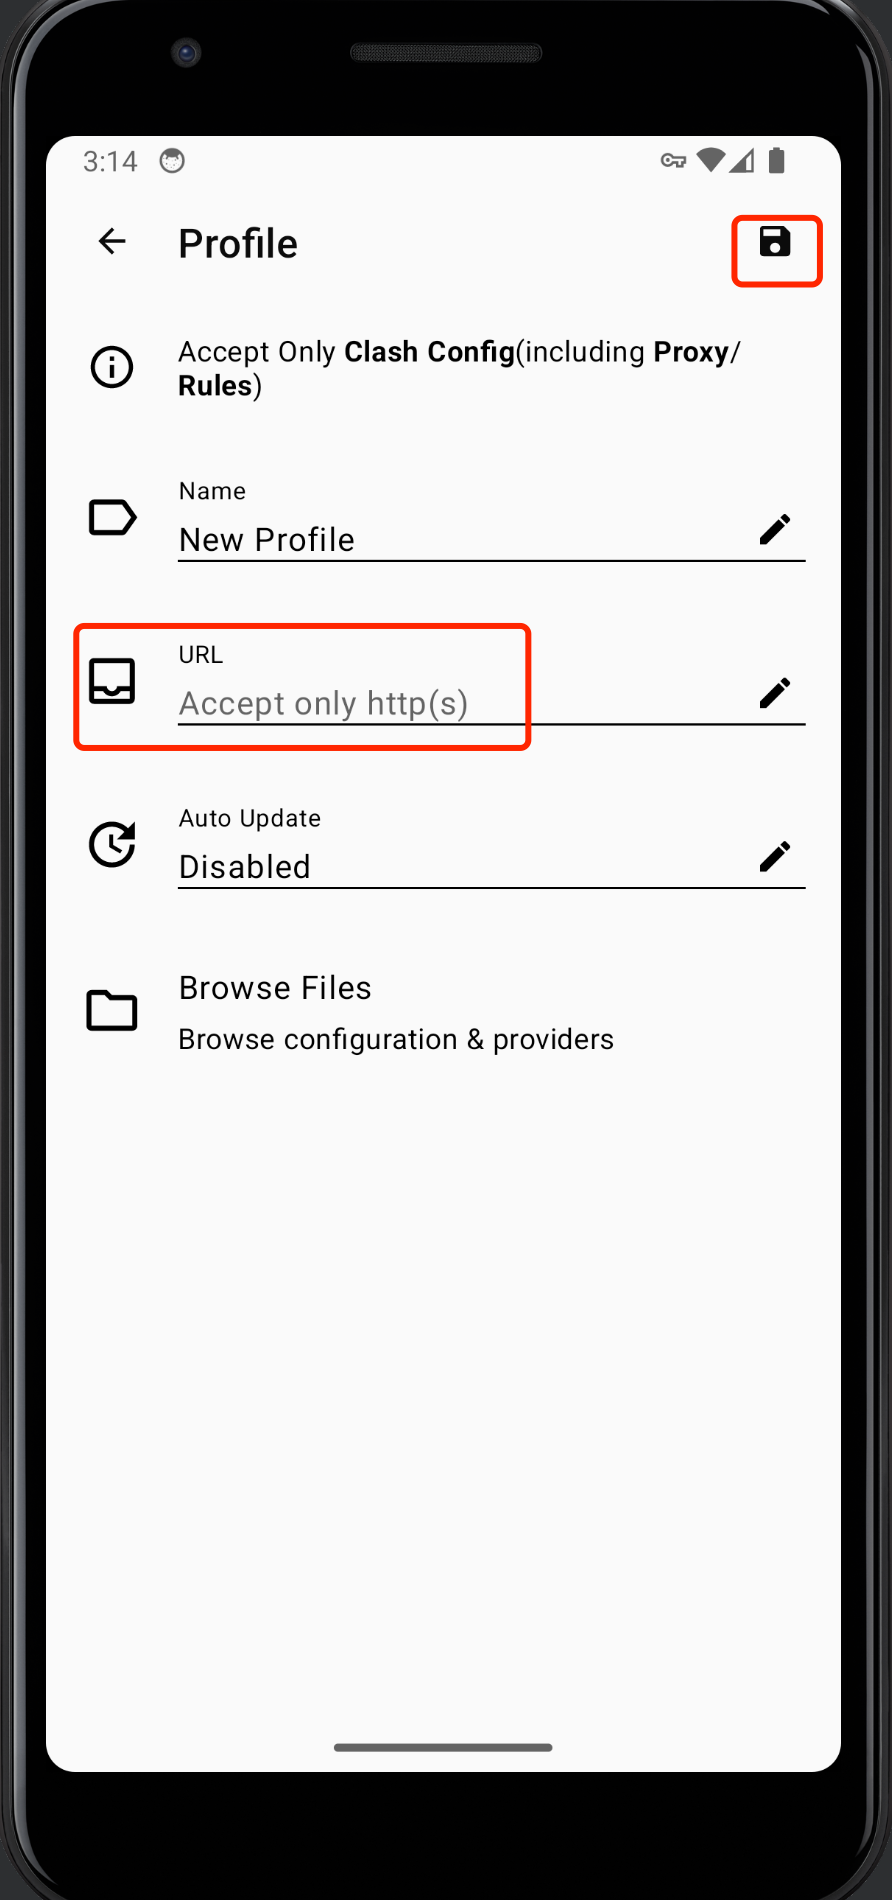 3:14
Profile
Accept Only Clash Config(including Proxy/
Rules)
Name
New Profile
URL
Accept only http(s)
Auto Update
Disabled
Browse Files
Browse configuration & providers